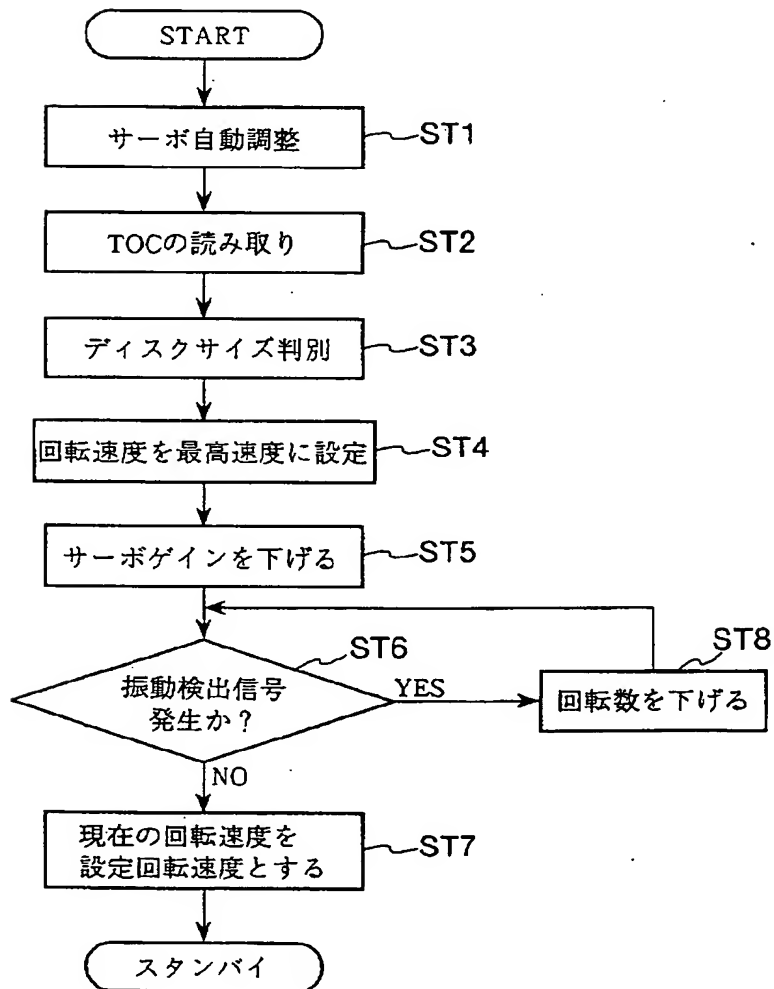 START
サーボ自動調整
ST1
TOCの読み取り
ST2
ディスクサイズ判別
ST3
回転速度を最高速度に設定
ST4
サーボゲインを下げる
ST5
振動検出信号
発生か?
ST6
YES
回転数を下げる
ST8
NO
現在の回転速度を
設定回転速度とする
ST7
スタンバイ